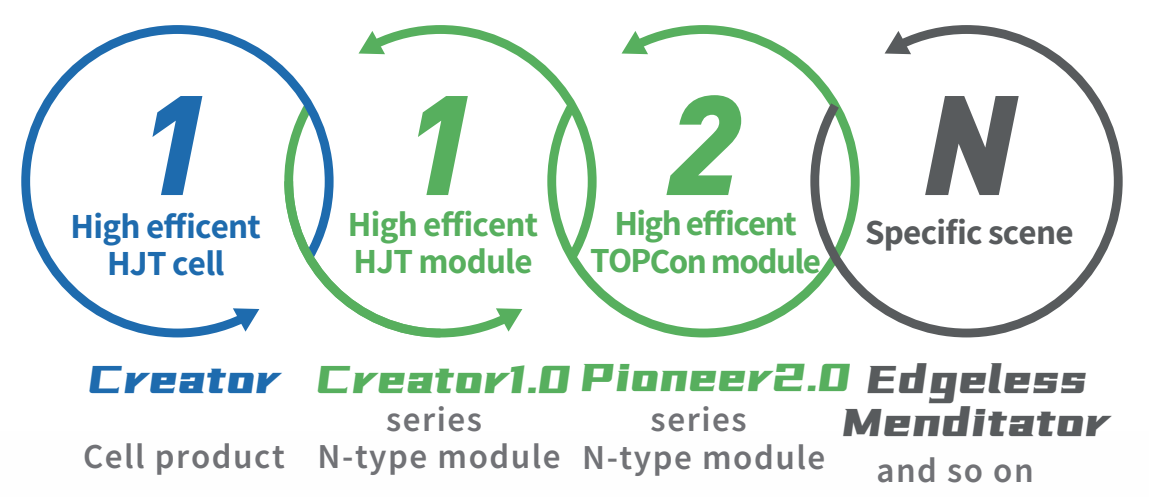 1
High efficent
HJT cell
Creator
Cell product
1
High efficent
HJT module
Creator1.0
series
N-type module
2
High efficent
TOPCon module
Pioneer2.0
series
N-type module
N
Specific scene
Edgeless
Menditator
and so on